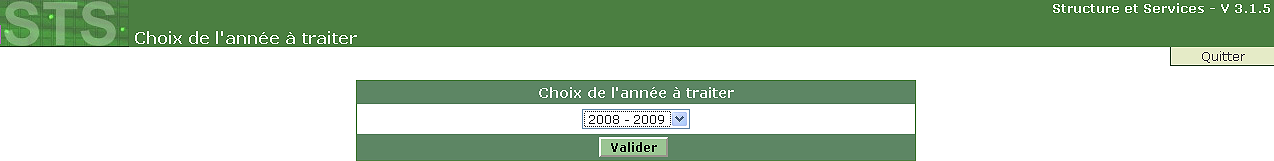 Structure et Services - V 3.1.5
STS
Choix de l'année à traiter
Quitter
Choix de l'année à traiter
2008 - 2009
Valider